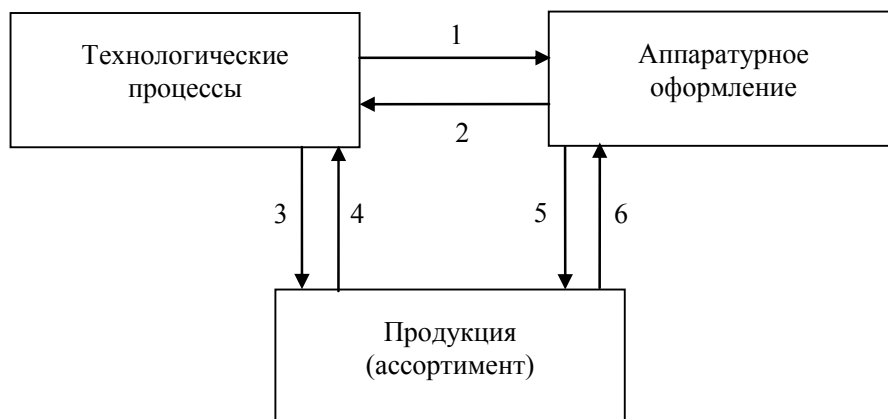 Технологические
процессы
1
Аппаратурное
оформление
2
3
4
5
6
Продукция
(ассортимент)